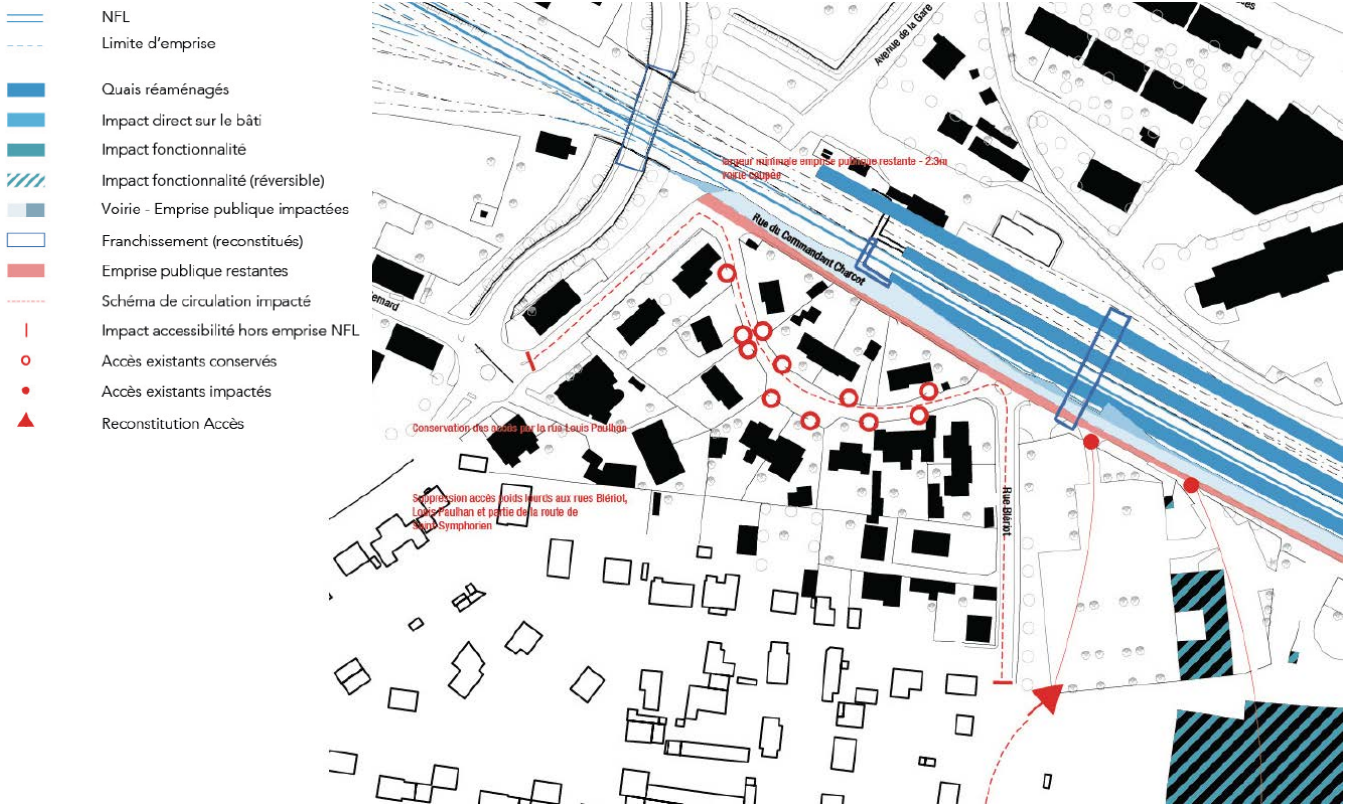 NFL
Limite d'emprise
Quais réaménagés
Impact direct sur le bâti
Impact fonctionnalité
Impact fonctionnalité (réversible)
Voirie - Emprise publique impactées
Franchissement (reconstitués)
Emprise publique restantes
Schéma de circulation impacté
Impact accessibilité hors emprise NFL
Accès existants conservés
Accès existants impactés
Reconstitution Accès
Avenue de la Gare
largeur minimale emprise publique restante - 2.3m
voirie coupée
Rue du Commandant Charcot
Conservation des accès par la rue Louis Paulhan
Suppression accès poids lourds aux rues Blériot,
Louis Paulhan et partie de la route de
Saint Symphorien
Rue Blériot